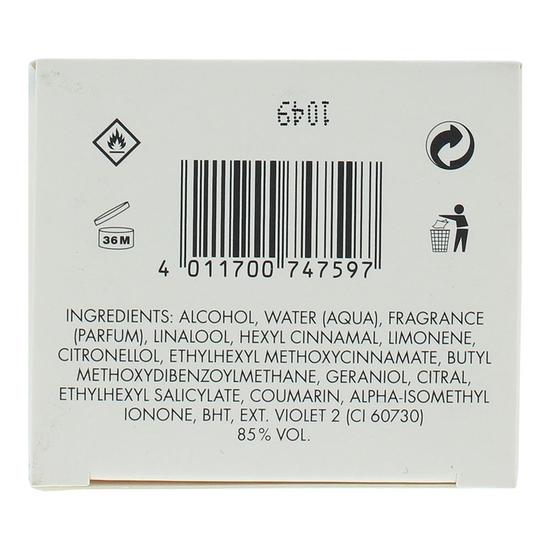 1049
36M
4 011700 747597
INGREDIENTS: ALCOHOL, WATER (AQUA), FRAGRANCE
(PARFUM), LINALOOL, HEXYL CINNAMAL, LIMONENE,
CITRONELLOL, ETHYLHEXYL METHOXYCINNAMATE, BUTYL
METHOXYDIBENZOYLMETHANE, GERANIOL, CITRAL,
ETHYLHEXYL SALICYLATE, COUMARIN, ALPHA-ISOMETHYL
IONONE, BHT, EXT. VIOLET 2 (CI 60730)
85% VOL.